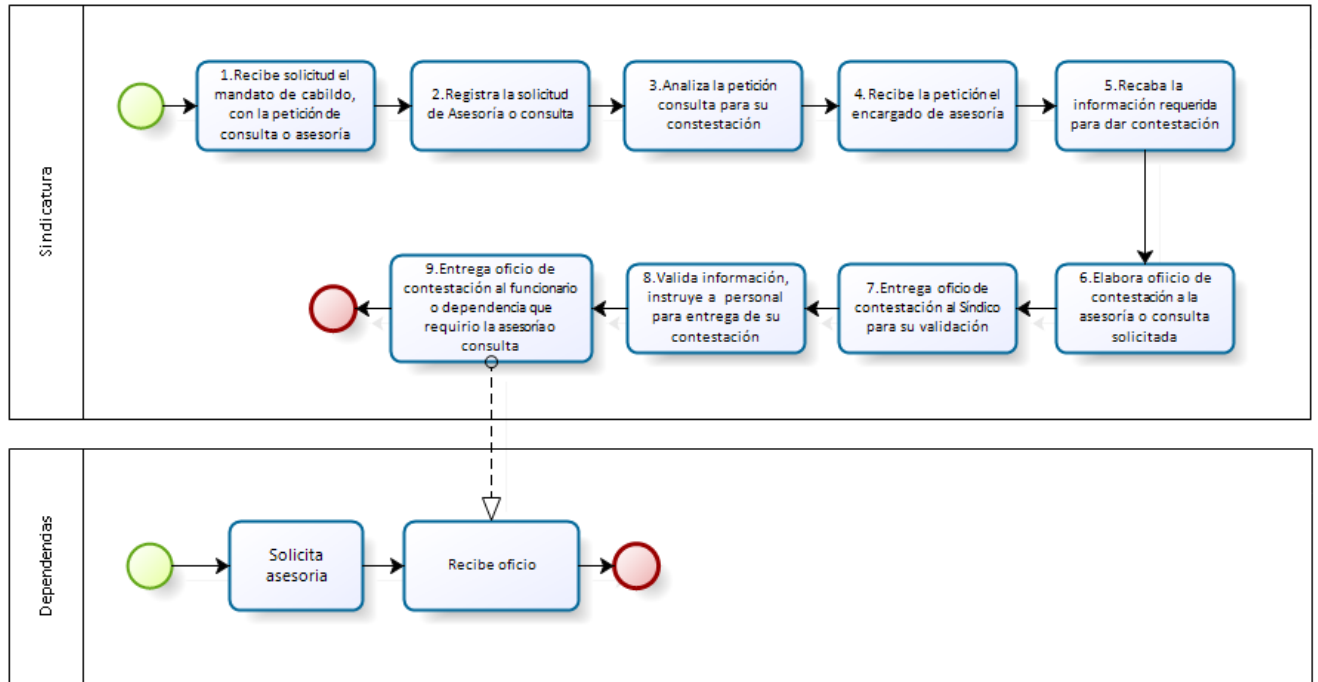 Sindicatura
1.Recibe solicitud el
mandato de cabildo,
con la petición de
consulta o asesoría
2.Registra la solicitud
de Asesoría o consulta
3.Analiza la petición
consulta para su
constestación
4.Recibe la petición el
encargado de asesoría
5.Recaba la
información requerida
para dar contestación
6.Elabora ofiicio de
contestación a la
asesoría o consulta
solicitada
7.Entrega oficio de
contestación al Síndico
para su validación
8.Valida información,
instruye a personal
para entrega de su
contestación
9.Entrega oficio de
contestación al funcionario
o dependencia que
requirio la asesoría o
consulta
Dependendas
Solicita
asesoria
Recibe oficio